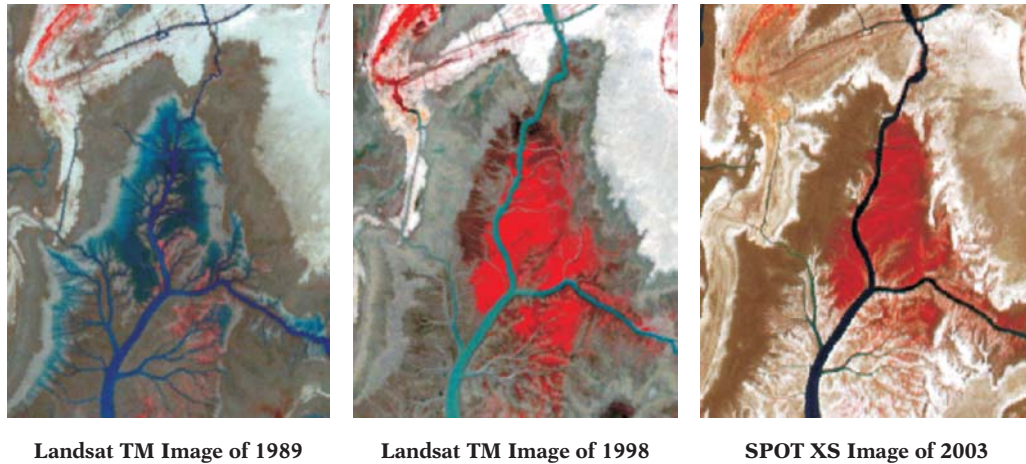 Landsat TM Image of 1989
Landsat TM Image of 1998
SPOT XS Image of 2003